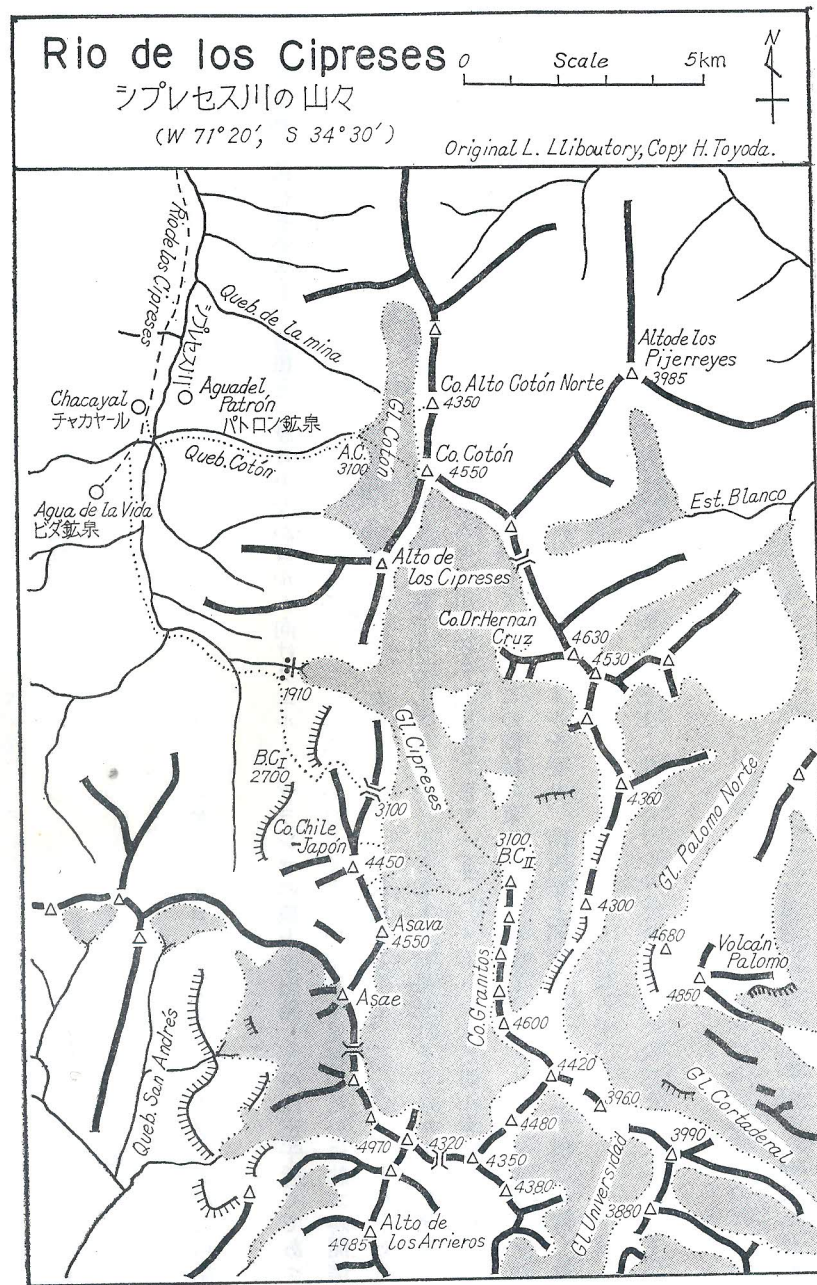 Rio de los Cipreses
シプレセス川の山々
(W 71°20′, S 34°30′)
0 Scale 5km
N
Original L. Lliboutory, Copy H. Toyoda.
Rio de los Cipreses
シプレセス川
Queb. de la mina
Alto de los
Pijerreyes
3985
Chacayal
チャカヤール
Agua del
Patrón
パトロン鉱泉
Gl. Cotón
Co. Alto Cotón Norte
4350
A.C.
3100
Queb. Cotón
Co. Cotón
4550
Agua de la Vida
ビダ鉱泉
Est. Blanco
Alto de
los Cipreses
Co. Dr. Hernan
Cruz
4630
4530
1910
Gl. Cipreses
B.C.I
2700
3100
4360
Gl. Palomo Norte
Co. Chile
Japón
4450
3100
B.C.II
4300
Asava
4550
4680
Volcán
Palomo
4850
Asae
Co. Granitos
4600
Queb. San Andrés
4420
3960
Gl. Cortaderal
4480
4970
4320
4350
3990
4380
Gl. Universidad
3880
Alto de
los Arrieros
4985